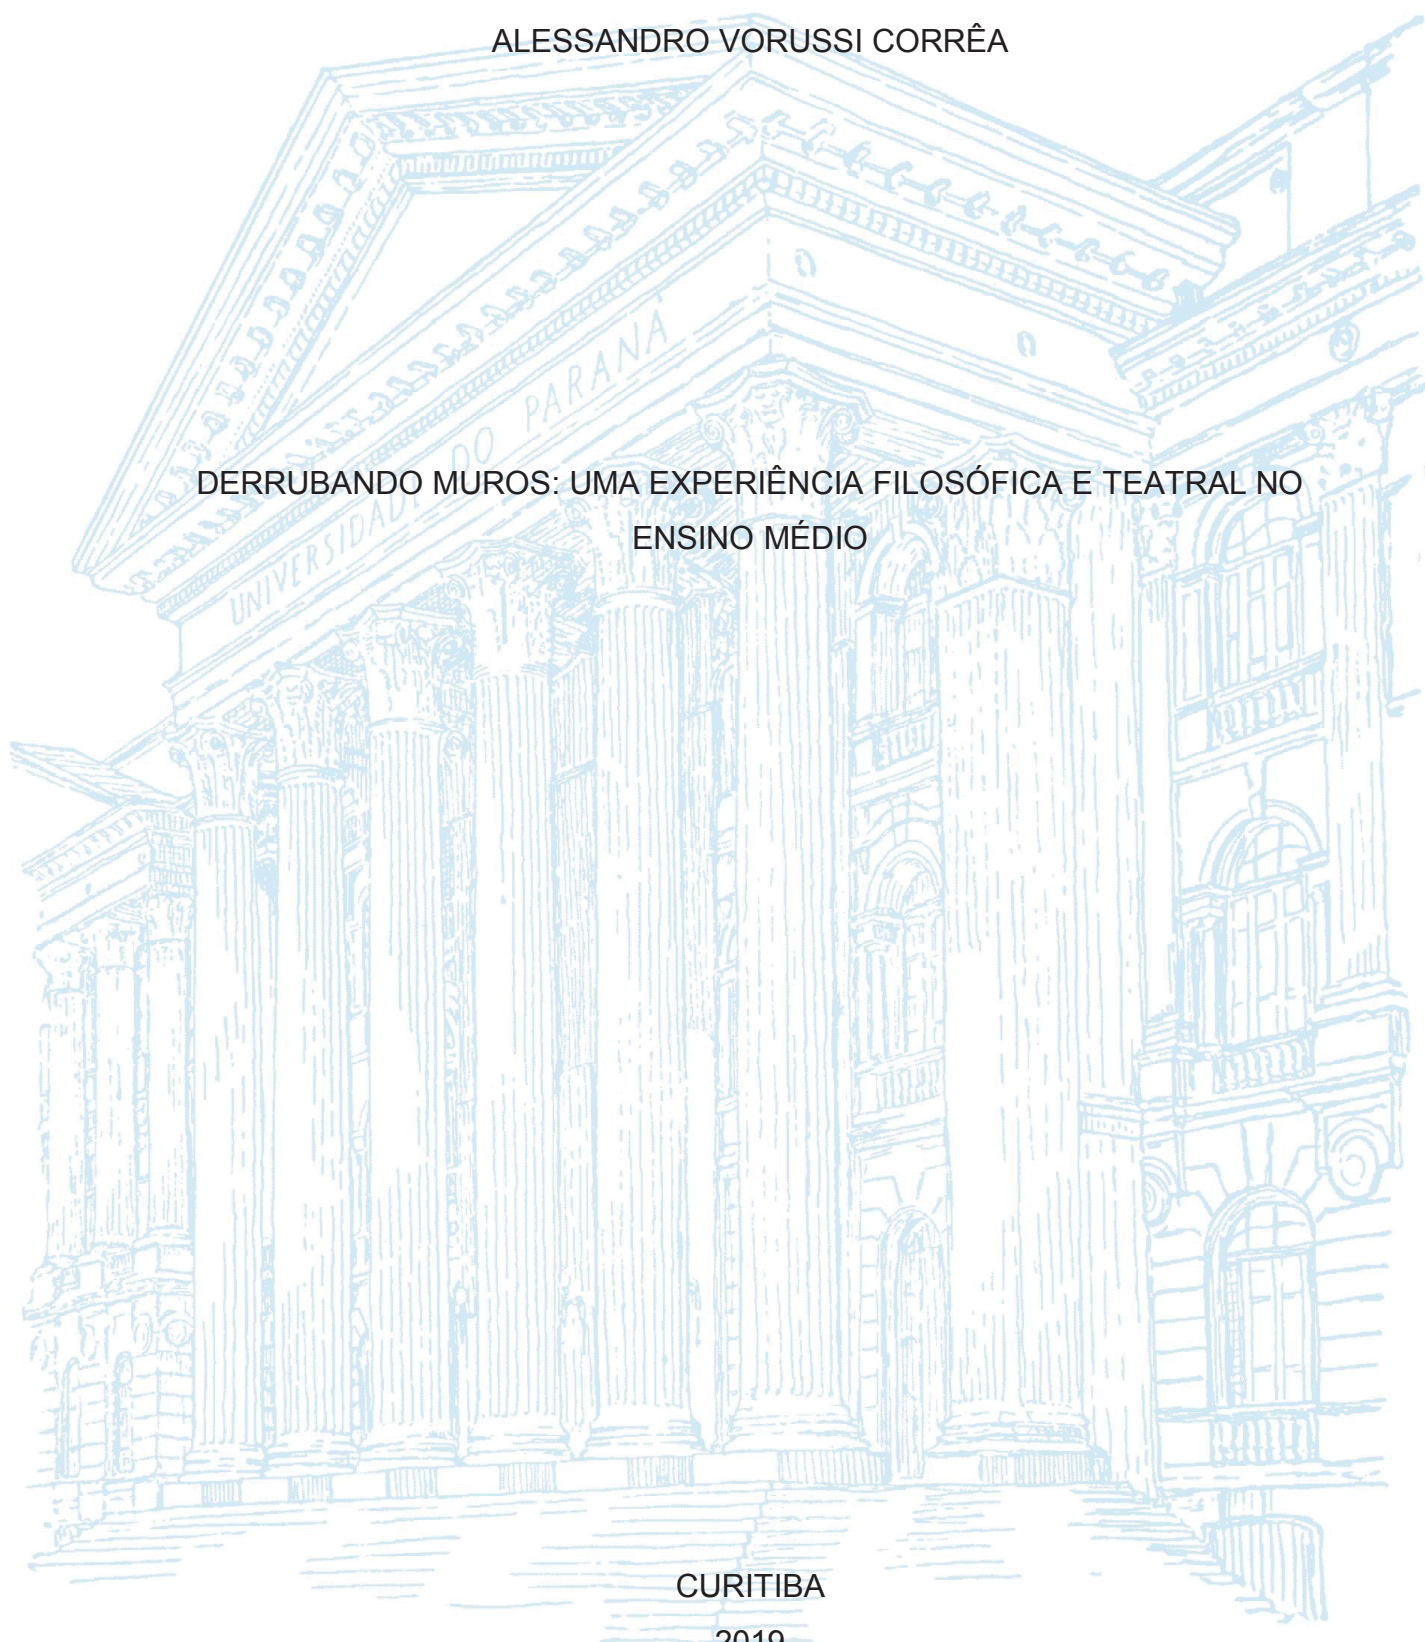 ALESSANDRO VORUSSI CORRÊA
UNIVERSIDADE DO PARANÁ
DERRUBANDO MUROS: UMA EXPERIÊNCIA FILOSÓFICA E TEATRAL NO
ENSINO MÉDIO
CURITIBA
2019